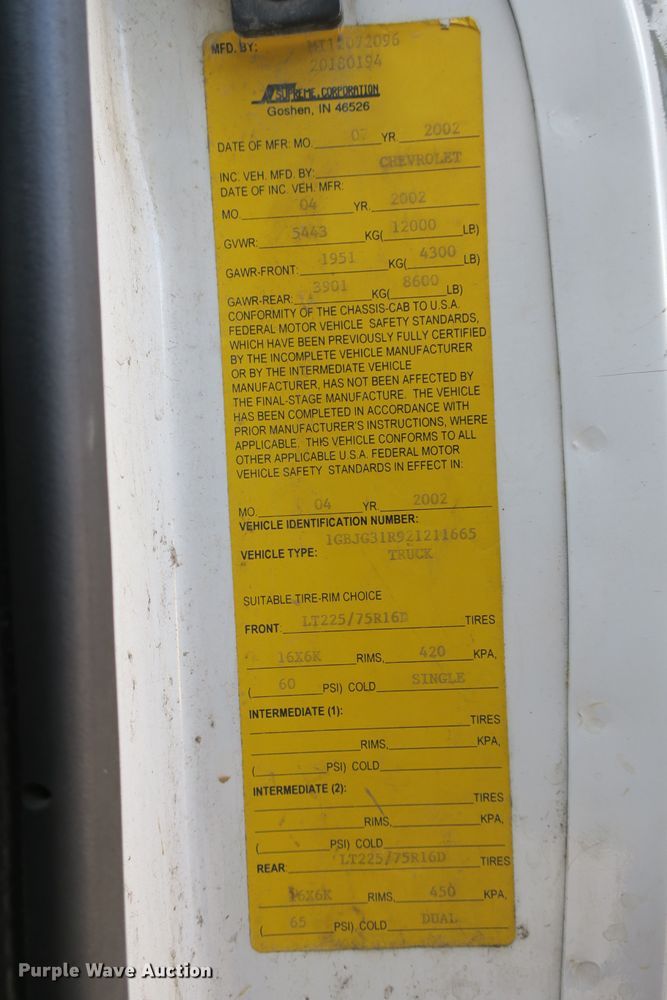 MFD. BY: MI12072096
20180194
SUPREME CORPORATION
Goshen, IN 46526
DATE OF MFR: MO. 07 YR. 2002
INC. VEH. MFD. BY: CHEVROLET
DATE OF INC. VEH. MFR:
MO. 04 YR. 2002
GVWR: 5443 KG( 12000 LB)
GAWR-FRONT: 1951 KG( 4300 LB)
GAWR-REAR: 3901 KG( 8600 LB)
CONFORMITY OF THE CHASSIS-CAB TO U.S.A.
FEDERAL MOTOR VEHICLE SAFETY STANDARDS,
WHICH HAVE BEEN PREVIOUSLY FULLY CERTIFIED
BY THE INCOMPLETE VEHICLE MANUFACTURER
OR BY THE INTERMEDIATE VEHICLE
MANUFACTURER, HAS NOT BEEN AFFECTED BY
THE FINAL-STAGE MANUFACTURE. THE VEHICLE
HAS BEEN COMPLETED IN ACCORDANCE WITH
PRIOR MANUFACTURER'S INSTRUCTIONS, WHERE
APPLICABLE. THIS VEHICLE CONFORMS TO ALL
OTHER APPLICABLE U.S.A. FEDERAL MOTOR
VEHICLE SAFETY STANDARDS IN EFFECT IN:
MO. 04 YR. 2002
VEHICLE IDENTIFICATION NUMBER:
1GBJG31R921211665
VEHICLE TYPE: TRUCK
SUITABLE TIRE-RIM CHOICE
FRONT: LT225/75R16D TIRES
16X6K RIMS, 420 KPA,
( 60 PSI) COLD SINGLE
INTERMEDIATE (1):
TIRES
RIMS, KPA,
( PSI) COLD
INTERMEDIATE (2):
TIRES
RIMS, KPA,
( PSI) COLD
REAR LT225/75R16D TIRES
16X6K RIMS, 450 KPA,
( 65 PSI) COLD DUAL
Purple Wave Auction